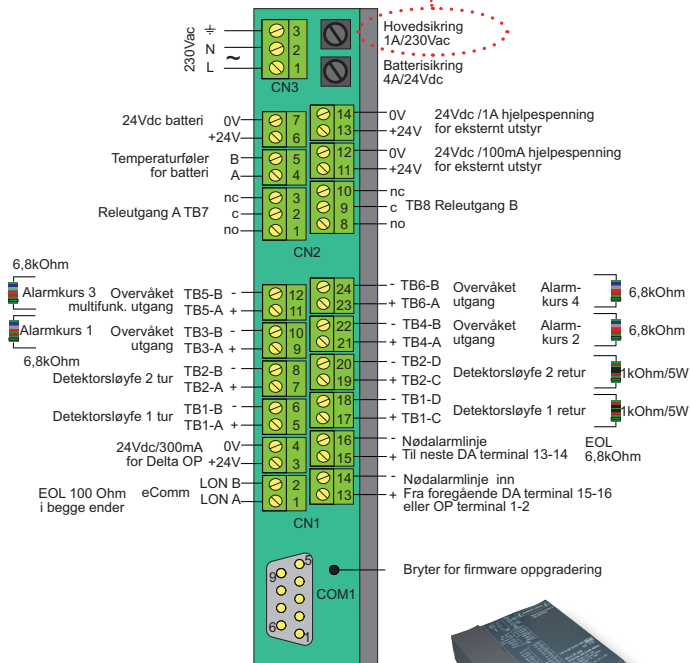 Hovedsikring
1A/230Vac
230Vac
N
L
~
3
2
1
CN3
Batterisikring
4A/24Vdc
24Vdc batteri
0V
+24V
7
6
14
13
0V
+24V
24Vdc /1A hjelpespenning
for eksternt utstyr
Temperaturføler
for batteri
B
A
5
4
12
11
0V
+24V
24Vdc /100mA hjelpespenning
for eksternt utstyr
Releutgang A TB7
nc
c
no
3
2
1
10
9
8
nc
c
no
TB8 Releutgang B
CN2
6,8kOhm
Alarmkurs 3
Overvåket
multifunk. utgang
TB5-B -
TB5-A +
12
11
24
23
- TB6-B
+ TB6-A
Overvåket
utgang
Alarm-
kurs 4
6,8kOhm
Alarmkurs 1
6,8kOhm
Overvåket
utgang
TB3-B -
TB3-A +
10
9
22
21
- TB4-B
+ TB4-A
Overvåket
utgang
Alarm-
kurs 2
6,8kOhm
Detektorsløyfe 2 tur
TB2-B -
TB2-A +
8
7
20
19
- TB2-D
+ TB2-C
Detektorsløyfe 2 retur
1kOhm/5W
Detektorsløyfe 1 tur
TB1-B -
TB1-A +
6
5
18
17
- TB1-D
+ TB1-C
Detektorsløyfe 1 retur
1kOhm/5W
24Vdc/300mA
for Delta OP
0V
+24V
4
3
16
15
- Nødalarmlinje
+ Til neste DA terminal 13-14
EOL
6,8kOhm
EOL 100 Ohm
i begge ender
eComm
LON B
LON A
2
1
14
13
- Nødalarmlinje inn
+ Fra foregående DA terminal 15-16
eller OP terminal 1-2
CN1
5
9
6
1
COM1
Bryter for firmware oppgradering